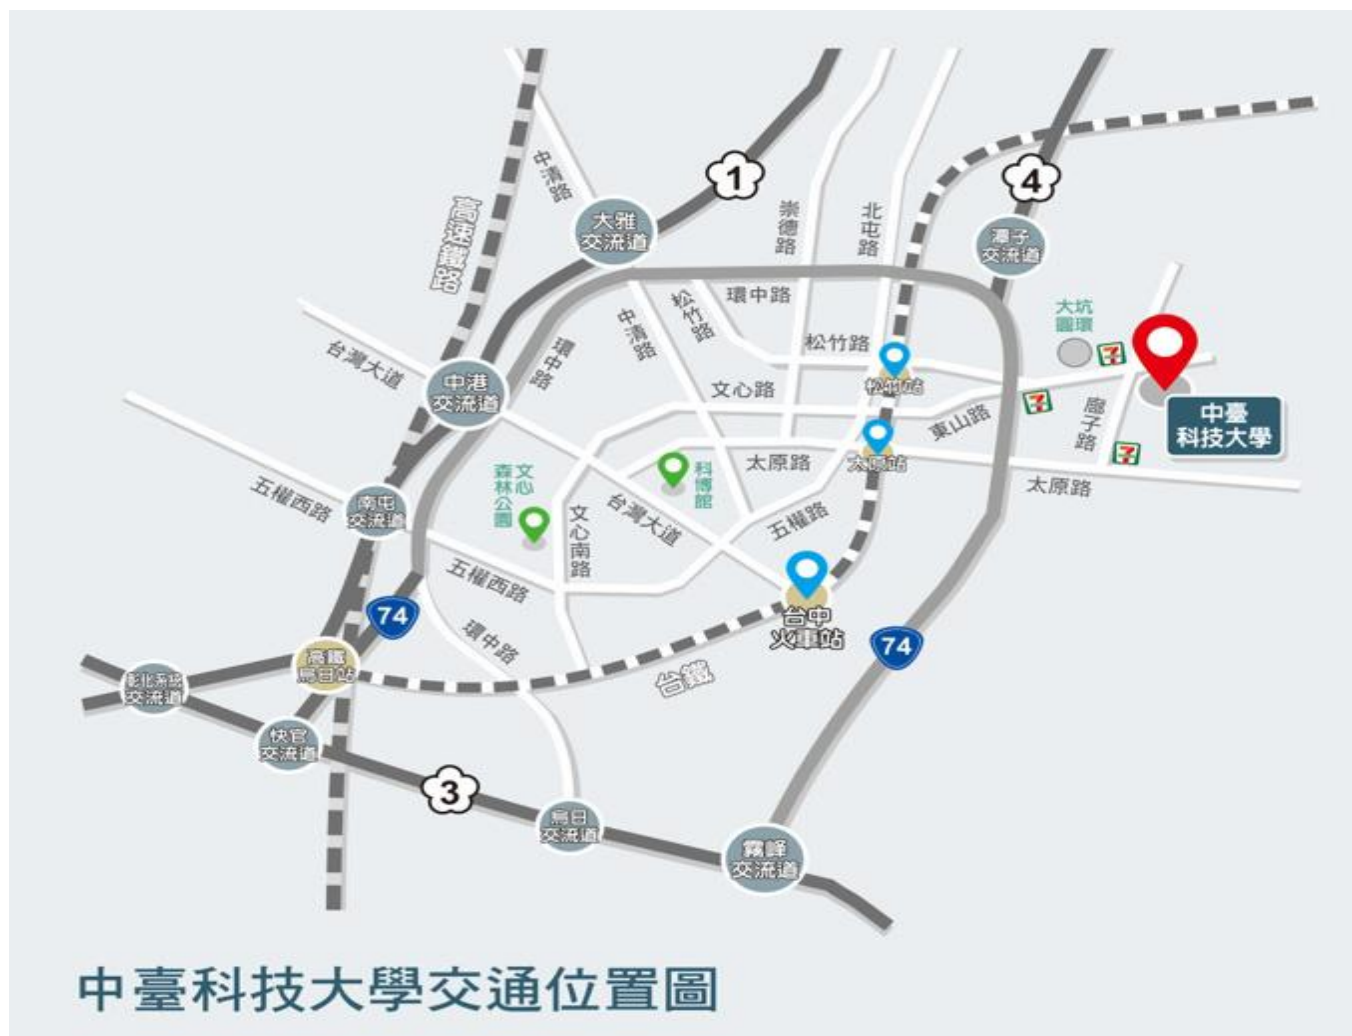 中清路
1
4
高速鐵路
大雅
交流道
崇德路
北屯路
潭子
交流道
環中路
松竹路
中清路
大坑
圓環
台灣大道
環中路
松竹路
7
中港
交流道
文心路
松竹站
7
東山路
廍子路
中臺
科技大學
太原站
7
太原路
太原路
科博館
文心
森林公園
五權西路
南屯
交流道
台灣大道
五權路
文心南路
五權西路
74
台中
火車站
環中路
74
高鐵
烏日站
台鐵
彰化系統
交流道
快官
交流道
3
烏日
交流道
霧峰
交流道
中臺科技大學交通位置圖